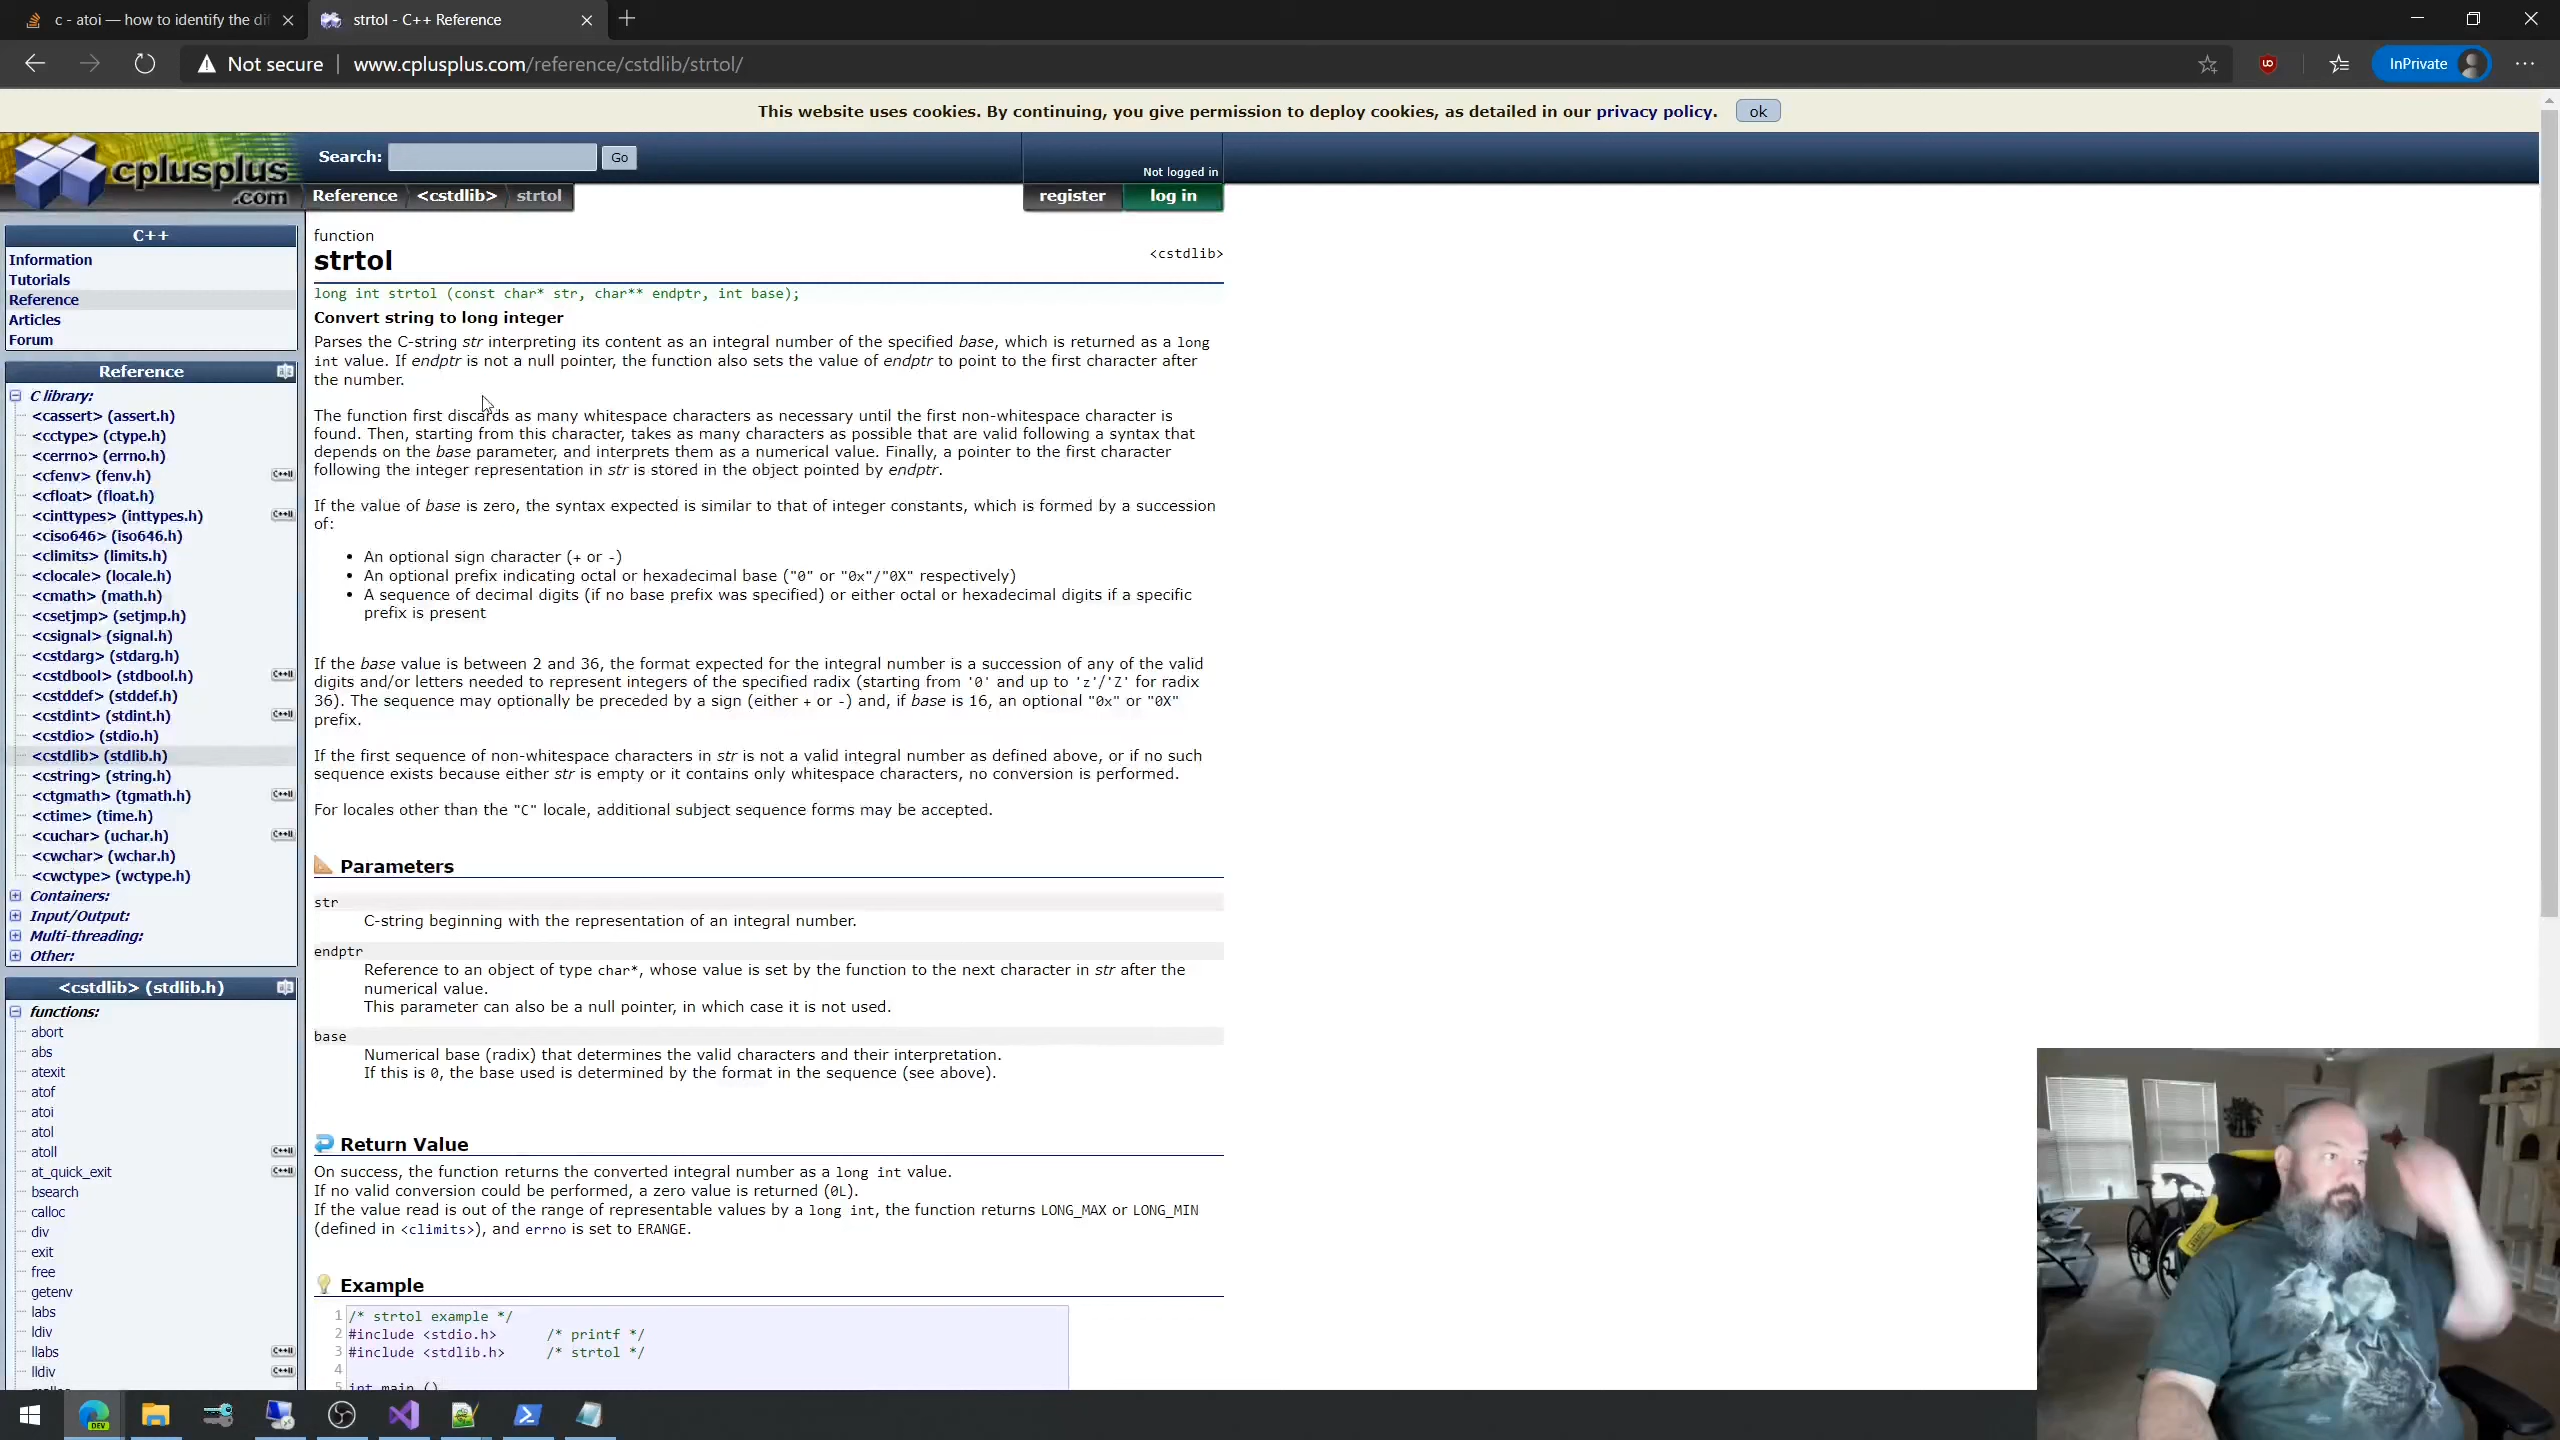 c - atoi — how to identify the dif
strtol - C++ Reference
Not secure
www.cplusplus.com/reference/cstdlib/strtol/
InPrivate
This website uses cookies. By continuing, you give permission to deploy cookies, as detailed in our privacy policy.
ok
cplusplus
.com
Search:
Go
Not logged in
Reference
<cstdlib>
strtol
register
log in
C++
Information
Tutorials
Reference
Articles
Forum
Reference
C library:
<cassert> (assert.h)
<cctype> (ctype.h)
<cerrno> (errno.h)
<cfenv> (fenv.h)
<cfloat> (float.h)
<cinttypes> (inttypes.h)
<ciso646> (iso646.h)
<climits> (limits.h)
<clocale> (locale.h)
<cmath> (math.h)
<csetjmp> (setjmp.h)
<csignal> (signal.h)
<cstdarg> (stdarg.h)
<cstdbool> (stdbool.h)
<cstddef> (stddef.h)
<cstdint> (stdint.h)
<cstdio> (stdio.h)
<cstdlib> (stdlib.h)
<cstring> (string.h)
<ctgmath> (tgmath.h)
<ctime> (time.h)
<cuchar> (uchar.h)
<cwchar> (wchar.h)
<cwctype> (wctype.h)
Containers:
Input/Output:
Multi-threading:
Other:
<cstdlib> (stdlib.h)
functions:
abort
abs
atexit
atof
atoi
atol
atoll
at_quick_exit
bsearch
calloc
div
exit
free
getenv
labs
ldiv
llabs
lldiv
function
strtol
<cstdlib>
long int strtol (const char* str, char** endptr, int base);
Convert string to long integer
Parses the C-string str interpreting its content as an integral number of the specified base, which is returned as a long
int value. If endptr is not a null pointer, the function also sets the value of endptr to point to the first character after
the number.
The function first discards as many whitespace characters as necessary until the first non-whitespace character is
found. Then, starting from this character, takes as many characters as possible that are valid following a syntax that
depends on the base parameter, and interprets them as a numerical value. Finally, a pointer to the first character
following the integer representation in str is stored in the object pointed by endptr.
If the value of base is zero, the syntax expected is similar to that of integer constants, which is formed by a succession
of:
• An optional sign character (+ or -)
• An optional prefix indicating octal or hexadecimal base ("0" or "0x"/"0X" respectively)
• A sequence of decimal digits (if no base prefix was specified) or either octal or hexadecimal digits if a specific
prefix is present
If the base value is between 2 and 36, the format expected for the integral number is a succession of any of the valid
digits and/or letters needed to represent integers of the specified radix (starting from '0' and up to 'z'/'Z' for radix
36). The sequence may optionally be preceded by a sign (either + or -) and, if base is 16, an optional "0x" or "0X"
prefix.
If the first sequence of non-whitespace characters in str is not a valid integral number as defined above, or if no such
sequence exists because either str is empty or it contains only whitespace characters, no conversion is performed.
For locales other than the "C" locale, additional subject sequence forms may be accepted.
Parameters
str
C-string beginning with the representation of an integral number.
endptr
Reference to an object of type char*, whose value is set by the function to the next character in str after the
numerical value.
This parameter can also be a null pointer, in which case it is not used.
base
Numerical base (radix) that determines the valid characters and their interpretation.
If this is 0, the base used is determined by the format in the sequence (see above).
Return Value
On success, the function returns the converted integral number as a long int value.
If no valid conversion could be performed, a zero value is returned (0L).
If the value read is out of the range of representable values by a long int, the function returns LONG_MAX or LONG_MIN
(defined in <climits>), and errno is set to ERANGE.
Example
1 /* strtol example */
2 #include <stdio.h> /* printf */
3 #include <stdlib.h> /* strtol */
4
5 int main ()
DEV